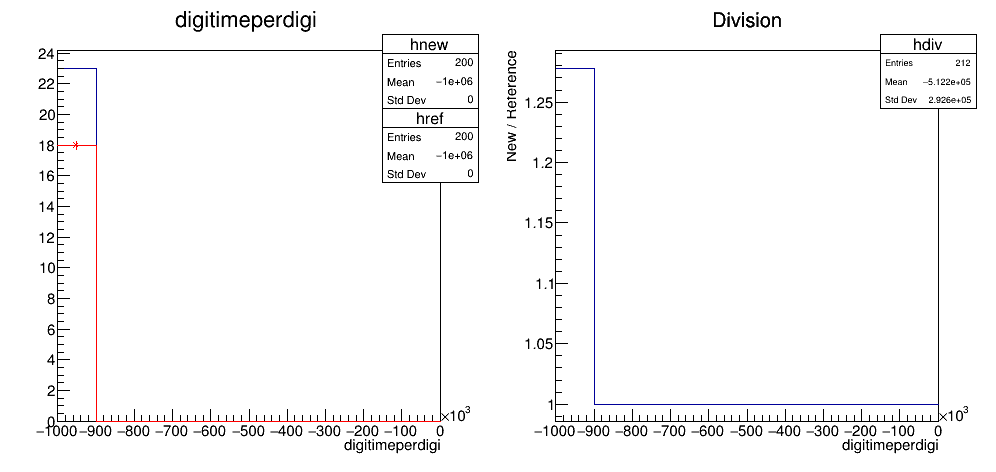 digitimeperdigi
hnew
Entries 200
Mean −1e+06
Std Dev 0
href
Entries 200
Mean −1e+06
Std Dev 0
24
22
20
18
16
14
12
10
8
6
4
2
0
−1000 −900 −800 −700 −600 −500 −400 −300 −200 −100 0
×10³
digitimeperdigi
Division
hdiv
Entries 212
Mean −5.122e+05
Std Dev 2.926e+05
New / Reference
1.25
1.2
1.15
1.1
1.05
1
−1000 −900 −800 −700 −600 −500 −400 −300 −200 −100 0
×10³
digitimeperdigi